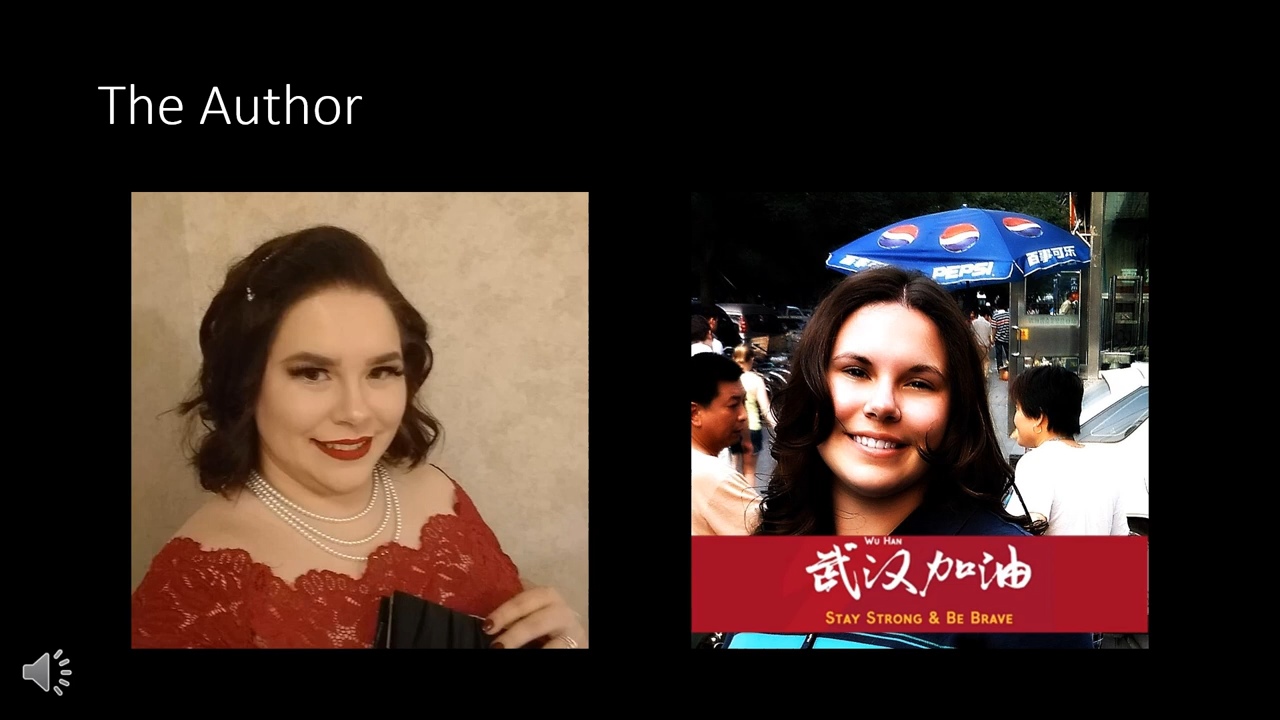 The Author
PEPSI
百事可乐
Wu Han
武汉加油
Stay Strong & Be Brave